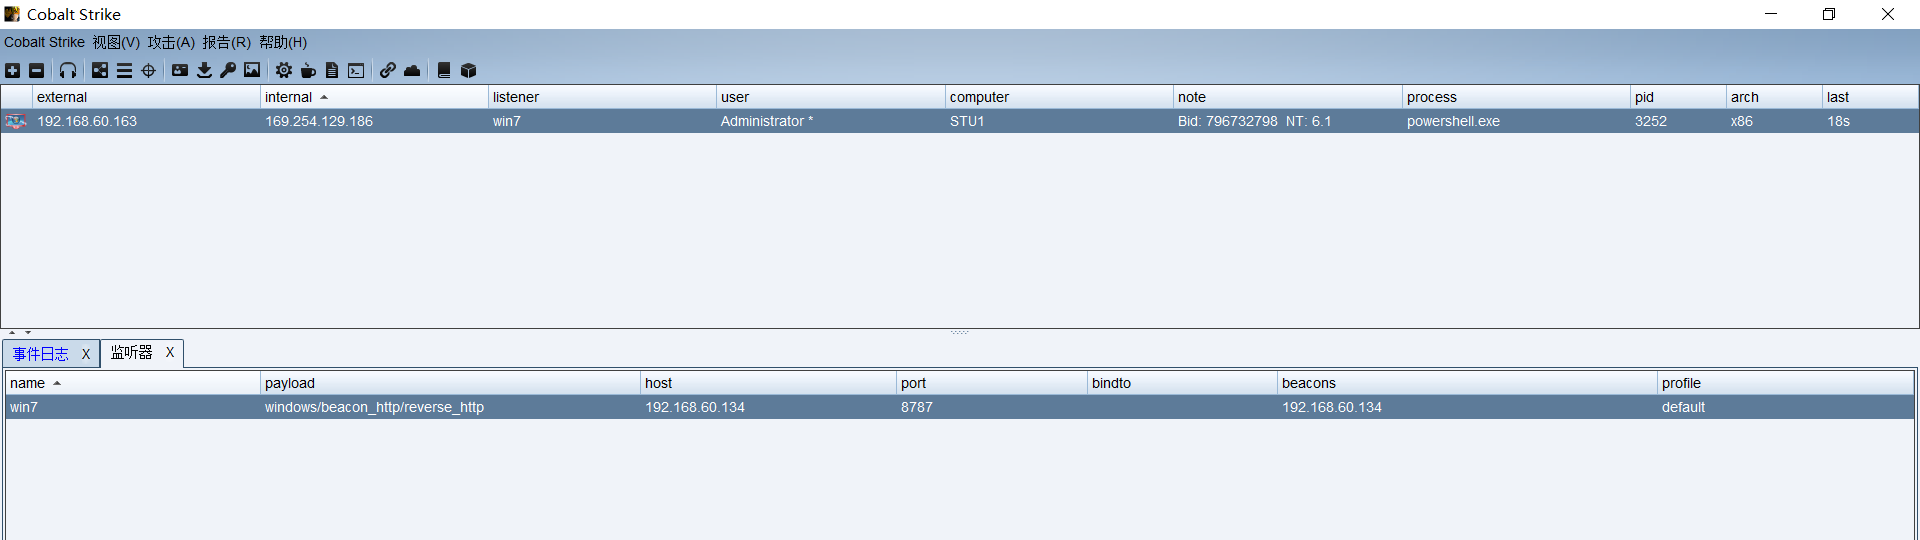 Cobalt Strike
Cobalt Strike 视图(V) 攻击(A) 报告(R) 帮助(H)
external internal listener user computer note process pid arch last
192.168.60.163 169.254.129.186 win7 Administrator * STU1 Bid: 796732798 NT: 6.1 powershell.exe 3252 x86 18s
事件日志 X 监听器 X
name payload host port bindto beacons profile
win7 windows/beacon_http/reverse_http 192.168.60.134 8787 192.168.60.134 default